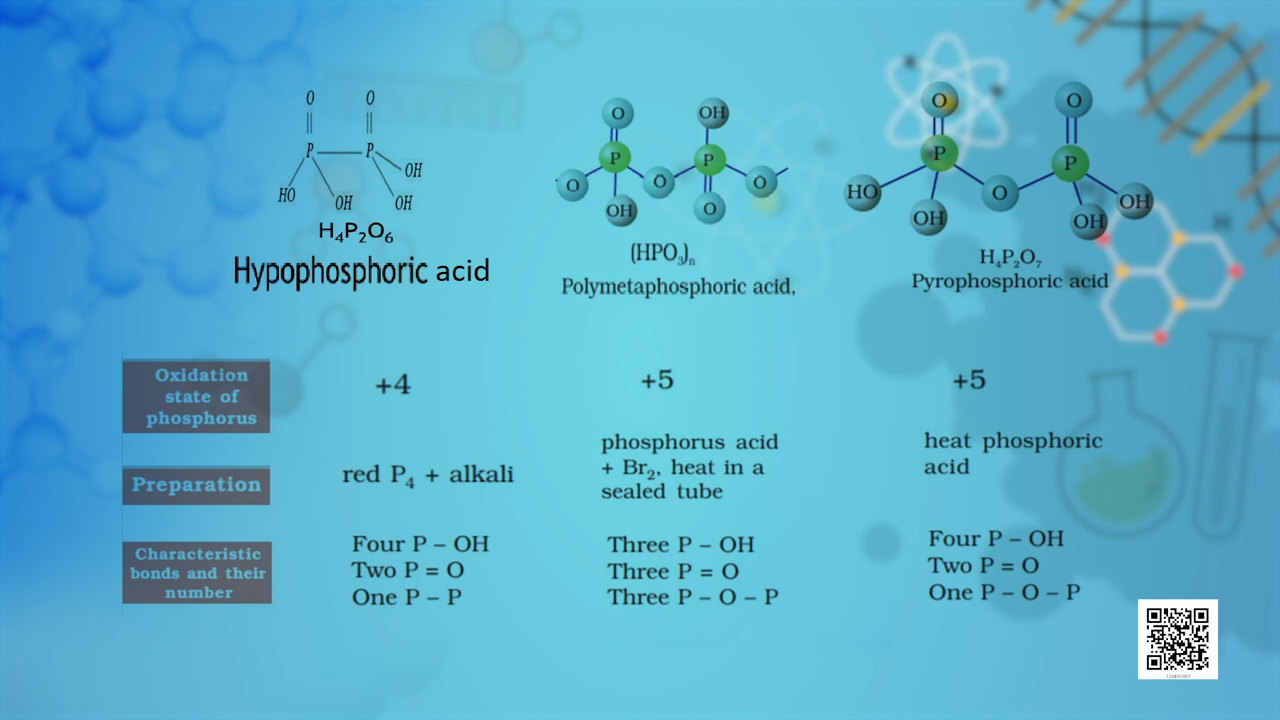 O O
P P
OH
HO OH OH
H₄P₂O₆
Hypophosphoric acid
O OH
P P
O O O
OH O
(HPO₃)ₙ
Polymetaphosphoric acid,
O O
P P
HO O OH
OH OH
H₄P₂O₇
Pyrophosphoric acid
H
Oxidation
state of
phosphorus
+4
+5
+5
Preparation
red P₄ + alkali
phosphorus acid
+ Br₂, heat in a
sealed tube
heat phosphoric
acid
Characteristic
bonds and their
number
Four P – OH
Two P = O
One P – P
Three P – OH
Three P = O
Three P – O – P
Four P – OH
Two P = O
One P – O – P